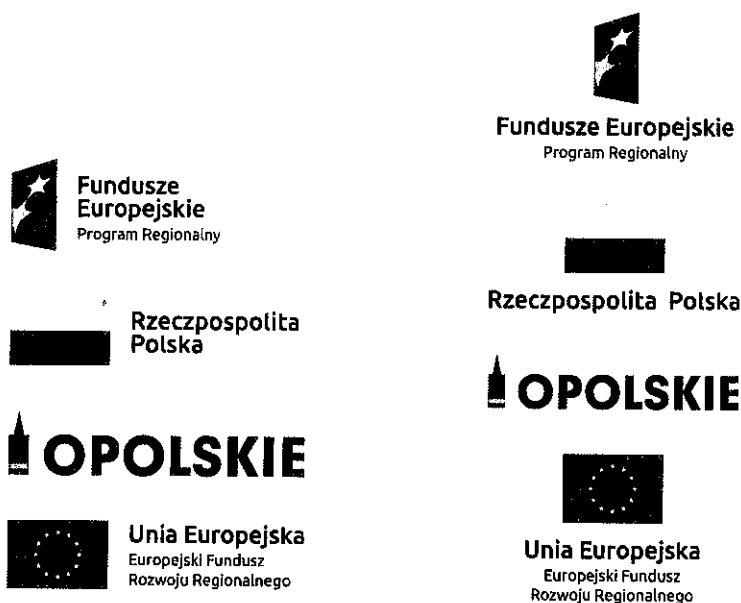 Fundusze
Europejskie
Program Regionalny
Rzeczpospolita
Polska
OPOLSKIE
Unia Europejska
Europejski Fundusz
Rozwoju Regionalnego
Fundusze Europejskie
Program Regionalny
Rzeczpospolita Polska
OPOLSKIE
Unia Europejska
Europejski Fundusz
Rozwoju Regionalnego